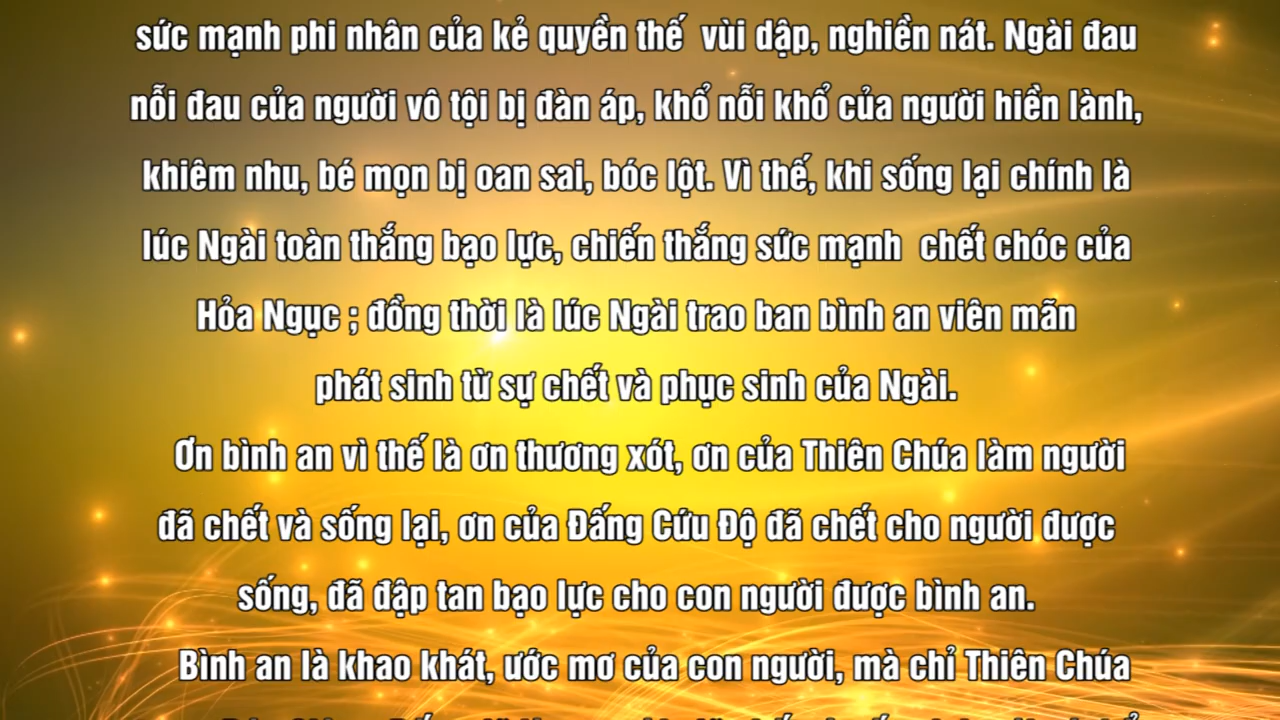 sức mạnh phi nhân của kẻ quyền thế vùi dập, nghiền nát. Ngài đau
nỗi đau của người vô tội bị đàn áp, khổ nỗi khổ của người hiền lành,
khiêm nhu, bé mọn bị oan sai, bóc lột. Vì thế, khi sống lại chính là
lúc Ngài toàn thắng bạo lực, chiến thắng sức mạnh chết chóc của
Hỏa Ngục ; đồng thời là lúc Ngài trao ban bình an viên mãn
phát sinh từ sự chết và phục sinh của Ngài.
Ơn bình an vì thế là ơn thương xót, ơn của Thiên Chúa làm người
đã chết và sống lại, ơn của Đấng Cứu Độ đã chết cho người được
sống, đã đập tan bạo lực cho con người được bình an.
Bình an là khao khát, ước mơ của con người, mà chỉ Thiên Chúa